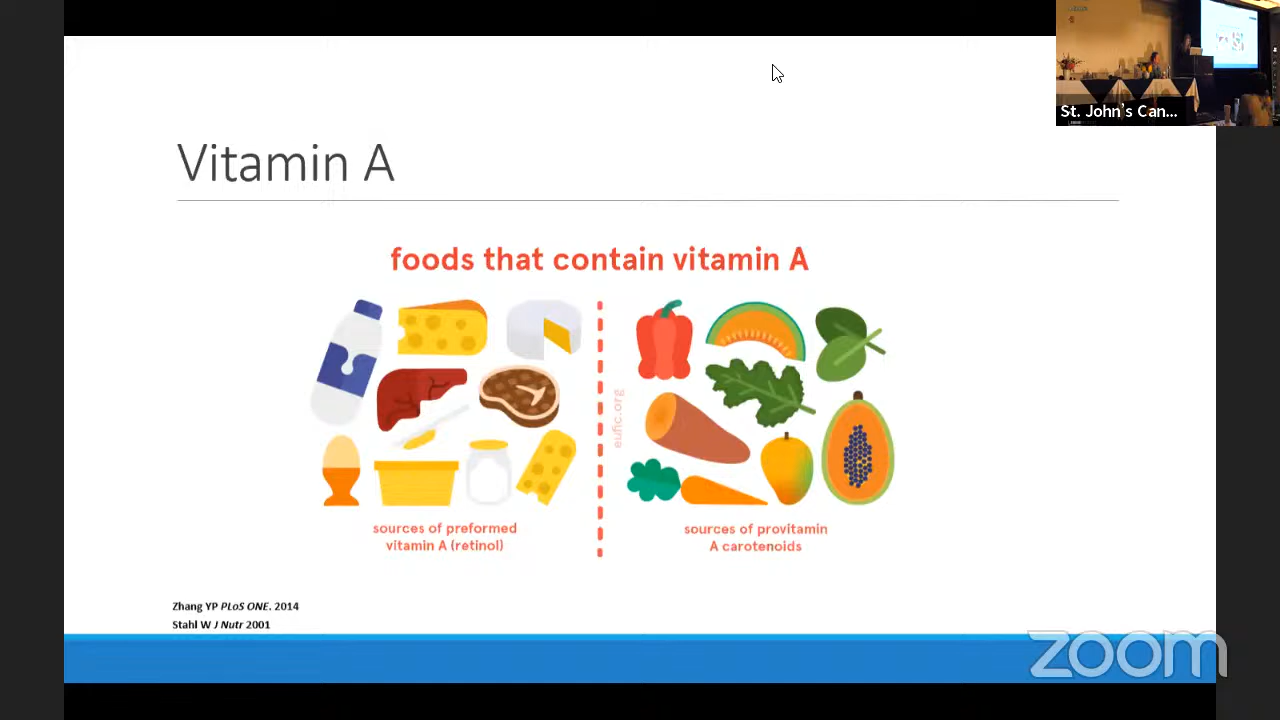 St. John's Can...
Vitamin A
foods that contain vitamin A
eufic.org
sources of preformed
vitamin A (retinol)
sources of provitamin
A carotenoids
Zhang YP PLoS ONE. 2014
Stahl W J Nutr 2001
zoom